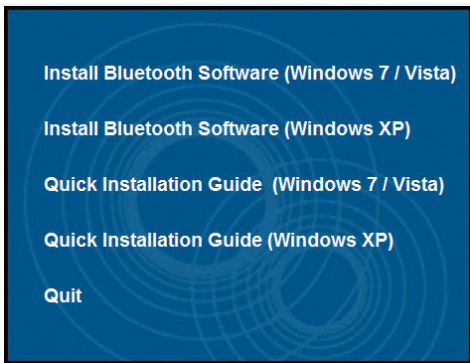 Install Bluetooth Software (Windows 7 / Vista)
Install Bluetooth Software (Windows XP)
Quick Installation Guide (Windows 7 / Vista)
Quick Installation Guide (Windows XP)
Quit